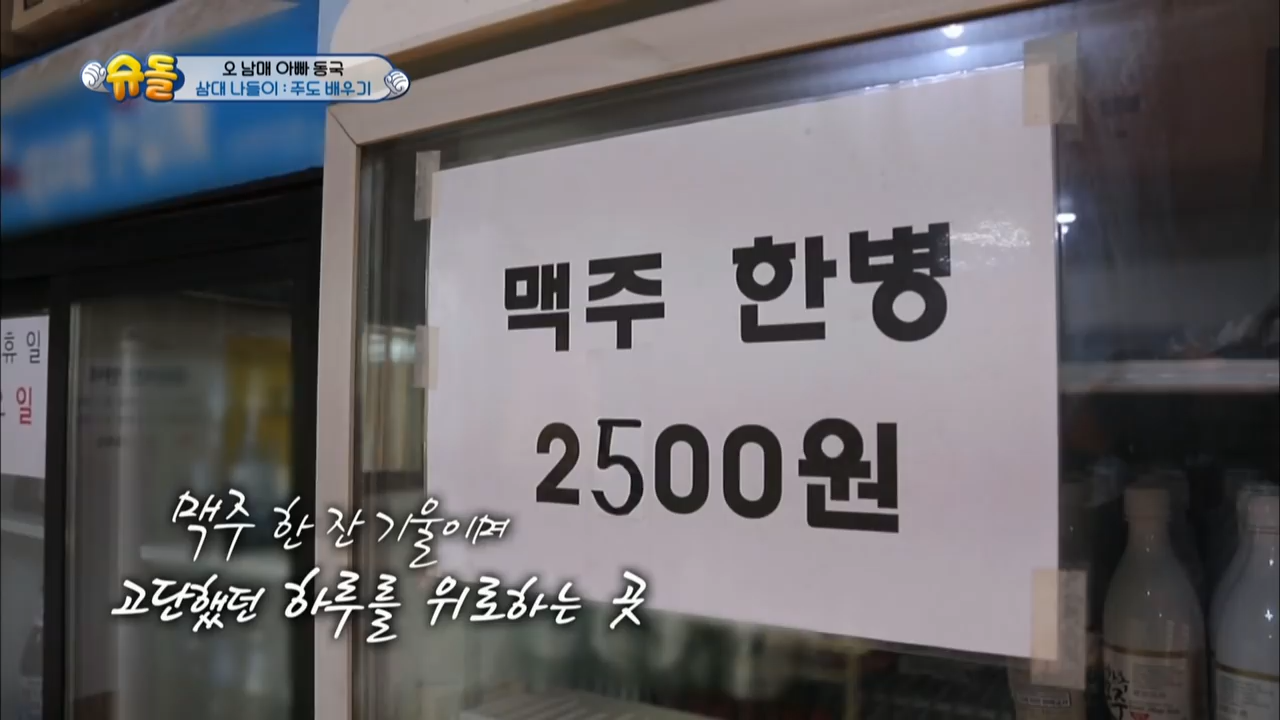 슈돌
오 남매 아빠 동국
삼대 나들이 : 주도 배우기
맥주 한병
2500원
휴 일
일
맥주 한 잔 기울이며
고단했던 하루를 위로하는 곳